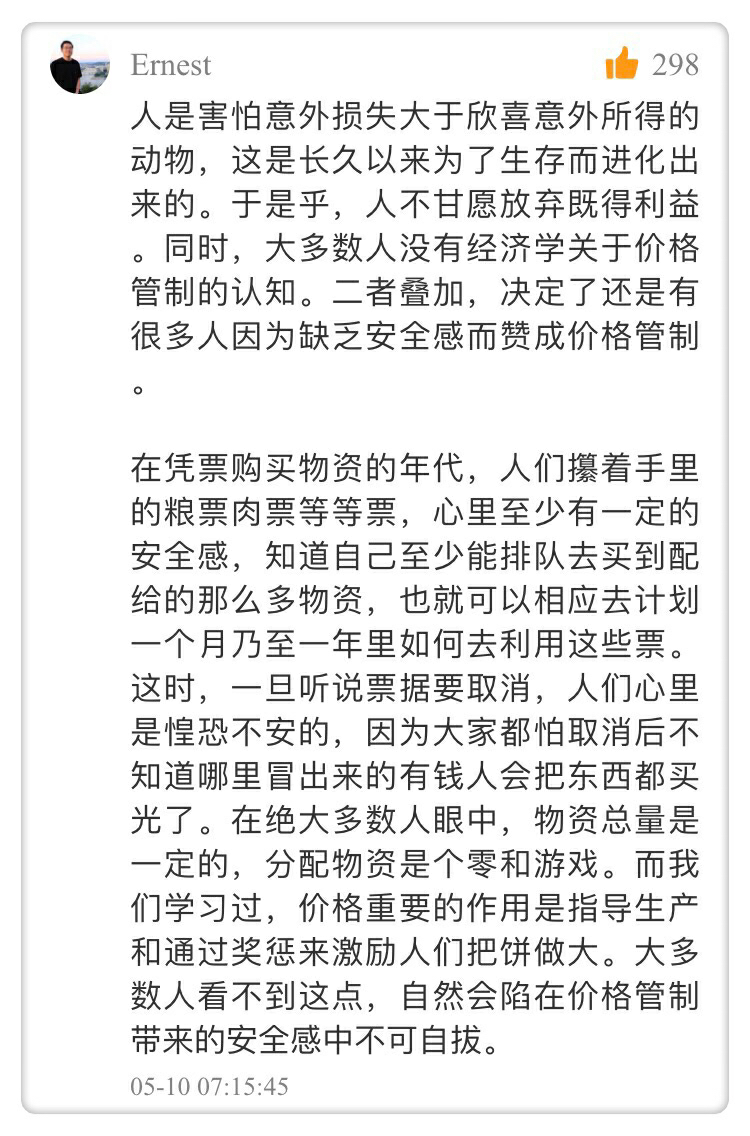 Ernest
298
人是害怕意外损失大于欣喜意外所得的
动物，这是长久以来为了生存而进化出
来的。于是乎，人不甘愿放弃既得利益
。同时，大多数人没有经济学关于价格
管制的认知。二者叠加，决定了还是有
很多人因为缺乏安全感而赞成价格管制
。
在凭票购买物资的年代，人们攥着手里
的粮票肉票等等票，心里至少有一定的
安全感，知道自己至少能排队去买到配
给的那么多物资，也就可以相应去计划
一个月乃至一年里如何去利用这些票。
这时，一旦听说票据要取消，人们心里
是惶恐不安的，因为大家都怕取消后不
知道哪里冒出来的有钱人会把东西都买
光了。在绝大多数人眼中，物资总量是
一定的，分配物资是个零和游戏。而我
们学习过，价格重要的作用是指导生产
和通过奖惩来激励人们把饼做大。大多
数人看不到这点，自然会陷在价格管制
带来的安全感中不可自拔。
05-10 07:15:45